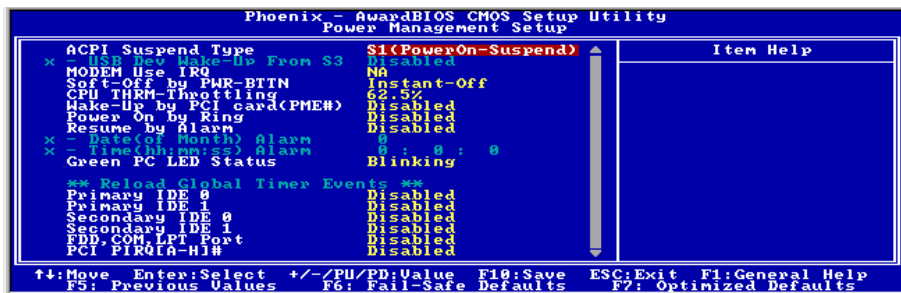 Phoenix - AwardBIOS CMOS Setup Utility
Power Management Setup
ACPI Suspend Type S1(PowerOn-Suspend) Item Help
x - USB Dev Wake-Up From S3 Disabled
MODEM Use IRQ NA
Soft-Off by PWR-BTTN Instant-Off
CPU THRM-Throttling 62.5%
Wake-Up by PCI card(PME#) Disabled
Power On by Ring Disabled
Resume by Alarm Disabled
x - Date(of Month) Alarm 0
x - Time(hh:mm:ss) Alarm 0 : 0 : 0
Green PC LED Status Blinking
** Reload Global Timer Events **
Primary IDE 0 Disabled
Primary IDE 1 Disabled
Secondary IDE 0 Disabled
Secondary IDE 1 Disabled
FDD,COM,LPT Port Disabled
PCI PIRQ[A-H]# Disabled
↑↓:Move Enter:Select +/-/PU/PD:Value F10:Save ESC:Exit F1:General Help
F5: Previous Values F6: Fail-Safe Defaults F7: Optimized Defaults